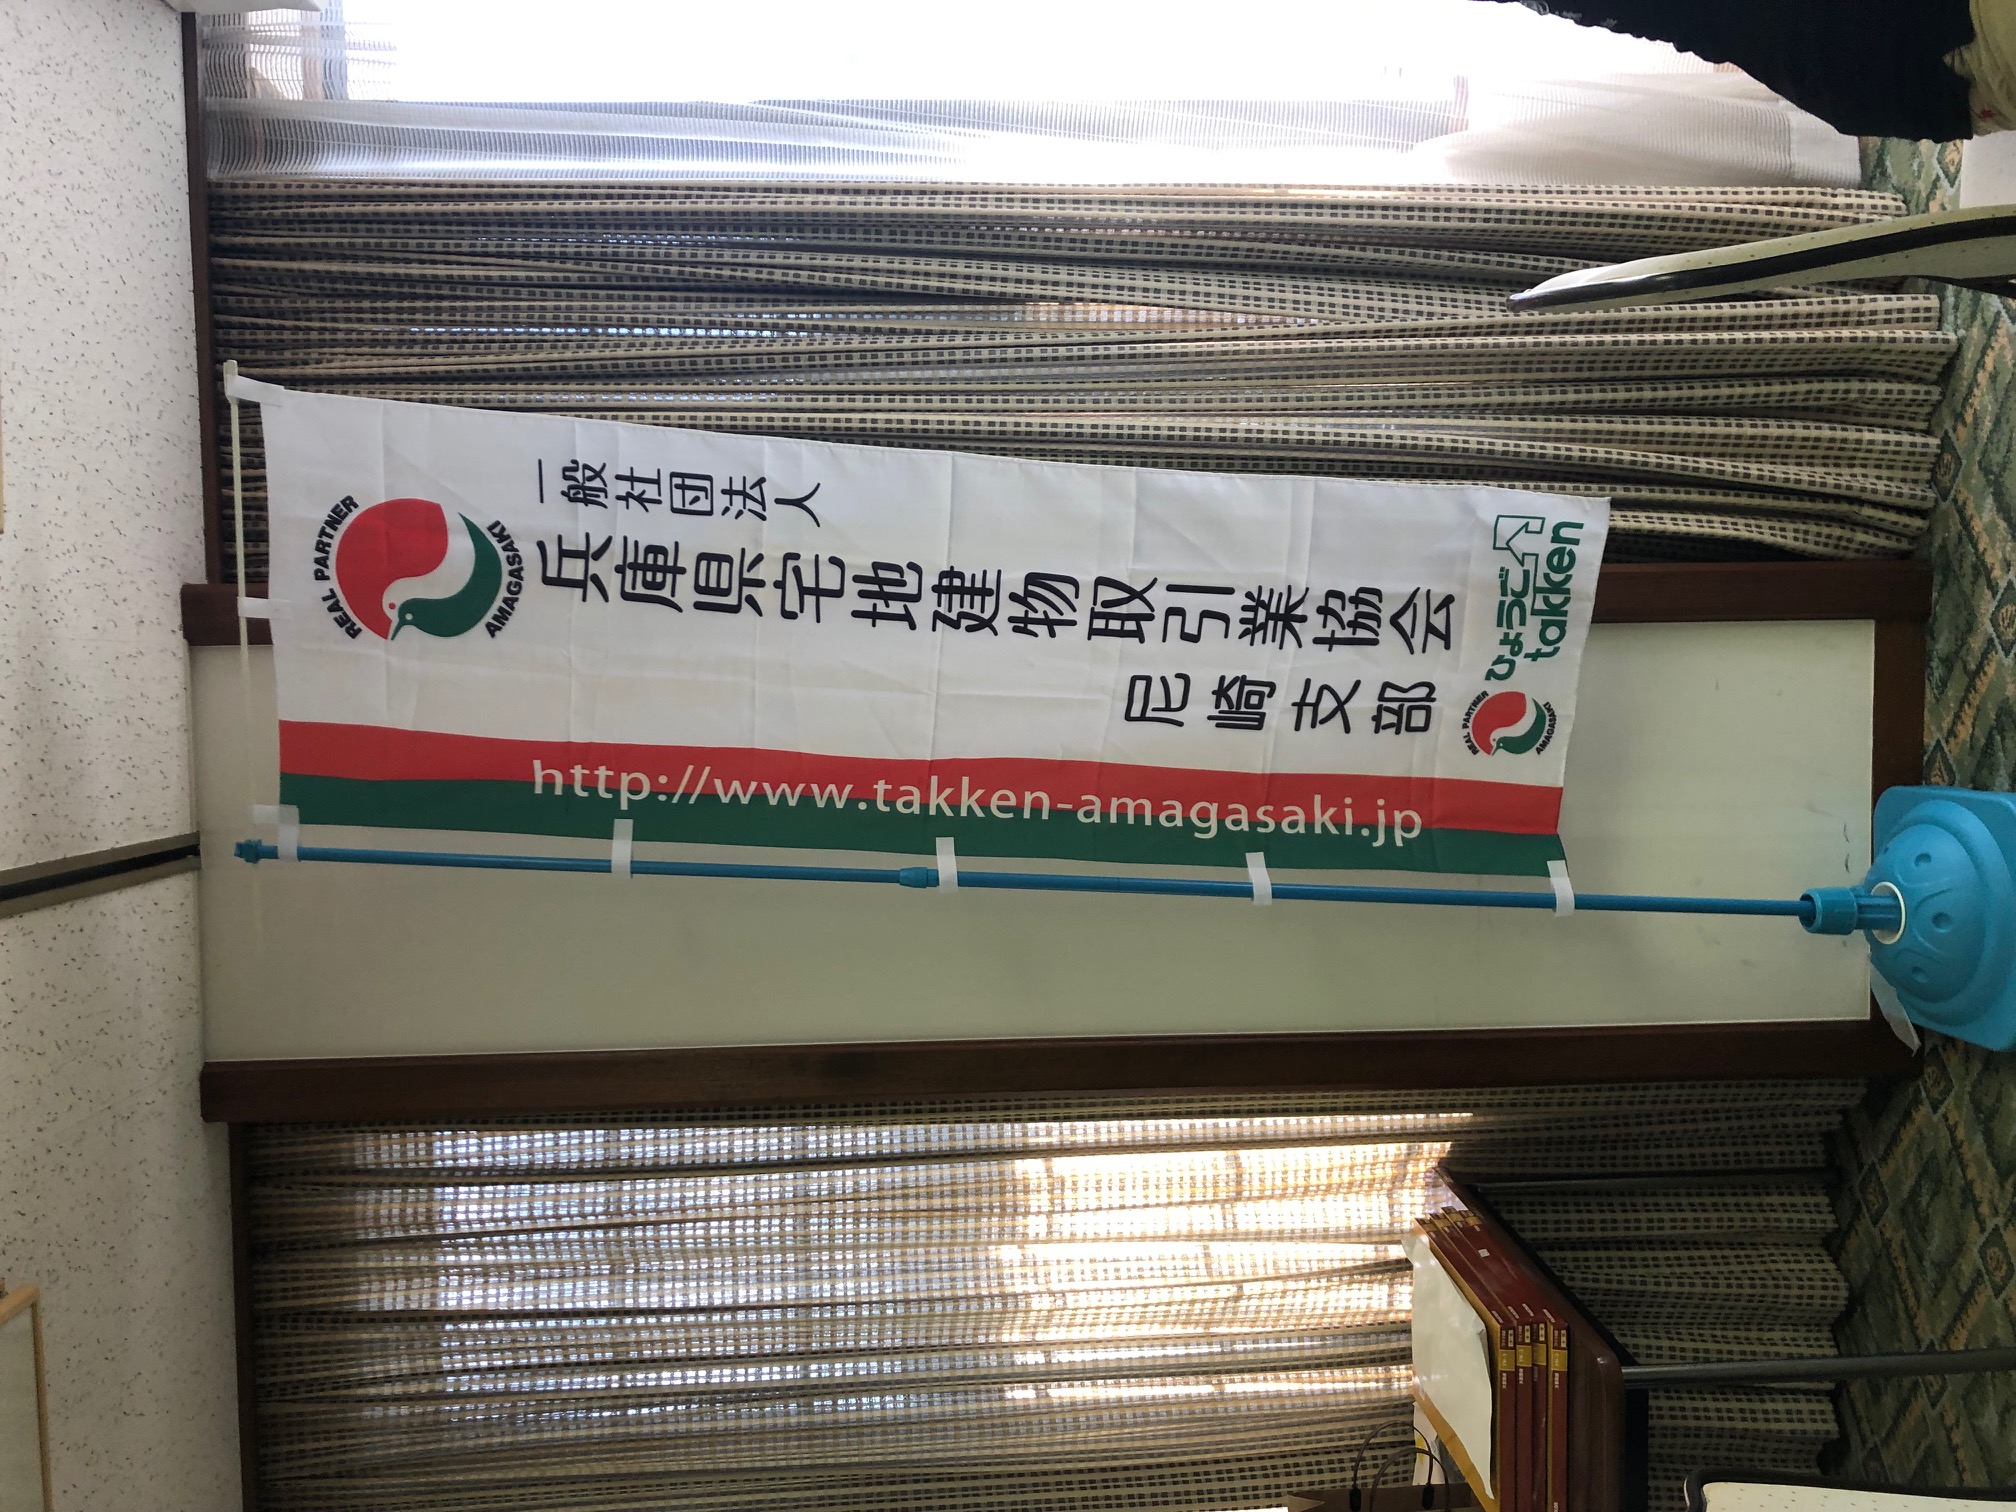 REAL PARTNER
AMAGASAKI
一般社団法人
兵庫県宅地建物取引業協会
尼崎支部
http://www.takken-amagasaki.jp
REAL PARTNER
AMAGASAKI
ひょうご
takken